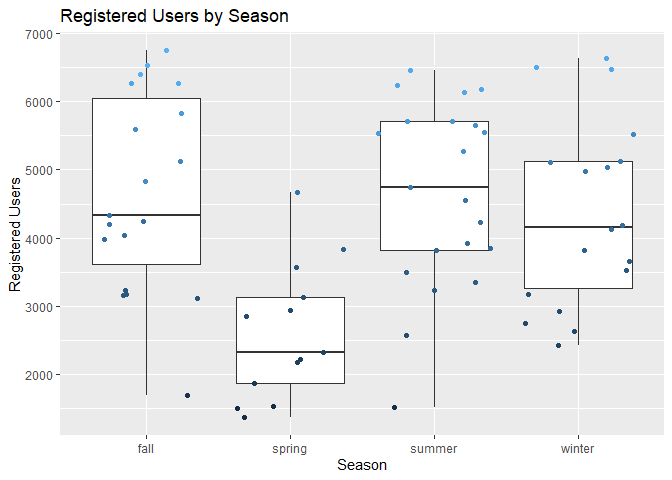 Registered Users by Season
7000
6000
5000
4000
3000
2000
Registered Users
fall spring summer winter
Season